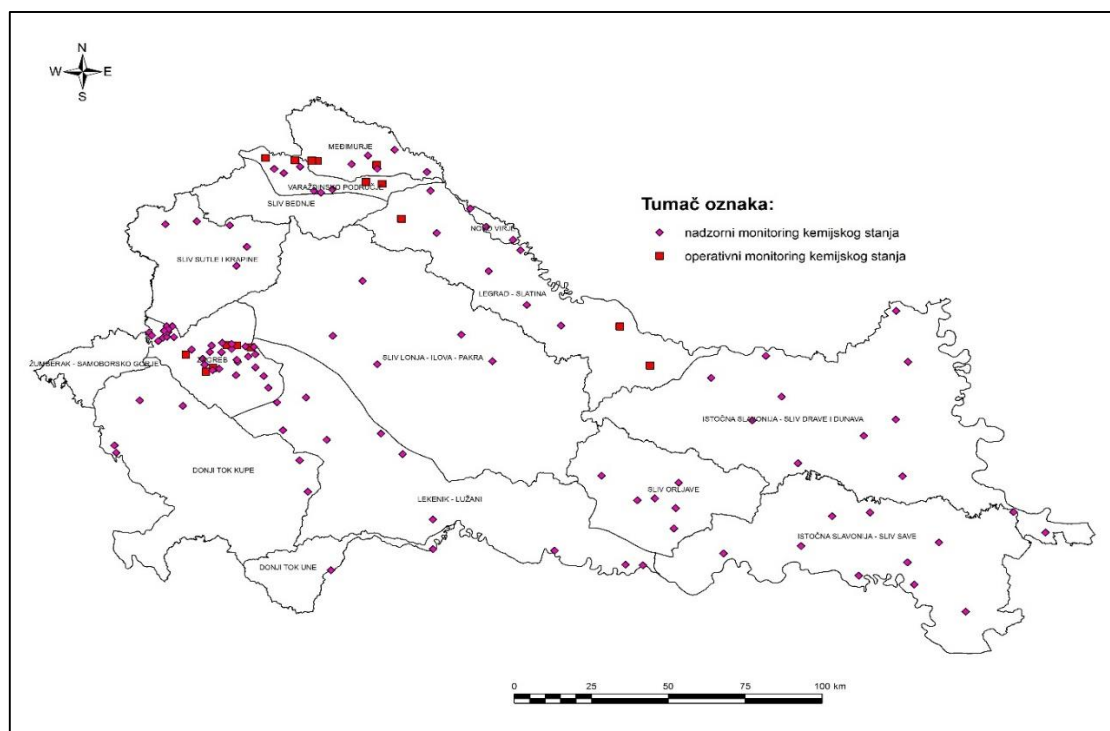 N
W E
S
MEĐIMURJE
VARAŽDINSKO PODRUČJE
SLIV BEDNJE
Tumač oznaka:
nadzorni monitoring kemijskog stanja
operativni monitoring kemijskog stanja
NOVO VIRJE
SLIV SUTLE I KRAPINE
LEGRAD - SLATINA
ŽUMBERAK - SAMOBORSKO GORJE
ZAGREB
SLIV LONJA - ILOVA - PAKRA
ISTOČNA SLAVONIJA - SLIV DRAVE I DUNAVA
DONJI TOK KUPE
SLIV ORLJAVE
LEKENIK - LUŽANI
ISTOČNA SLAVONIJA - SLIV SAVE
DONJI TOK UNE
0 25 50 75 100 km